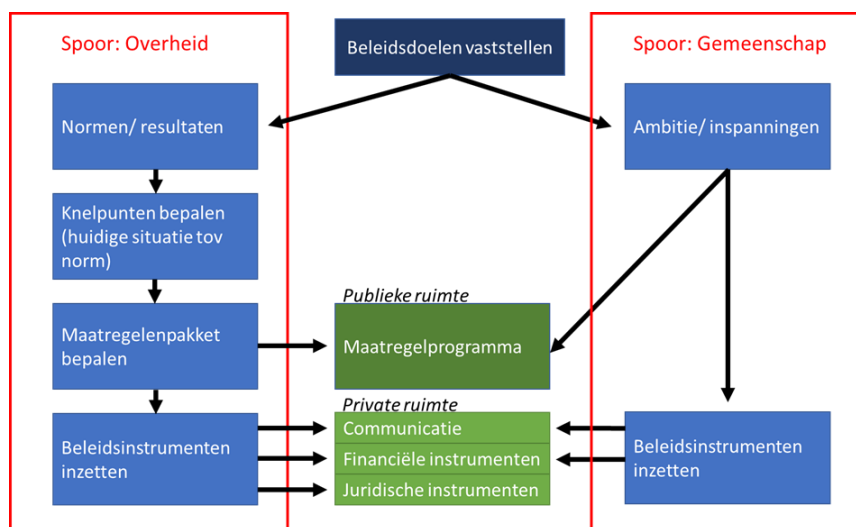 Spoor: Overheid
Beleidsdoelen vaststellen
Spoor: Gemeenschap
Normen/ resultaten
Ambitie/ inspanningen
Knelpunten bepalen
(huidige situatie tov
norm)
Publieke ruimte
Maatregelenpakket
bepalen
Maatregelprogramma
Private ruimte
Communicatie
Financiële instrumenten
Juridische instrumenten
Beleidsinstrumenten
inzetten
Beleidsinstrumenten
inzetten